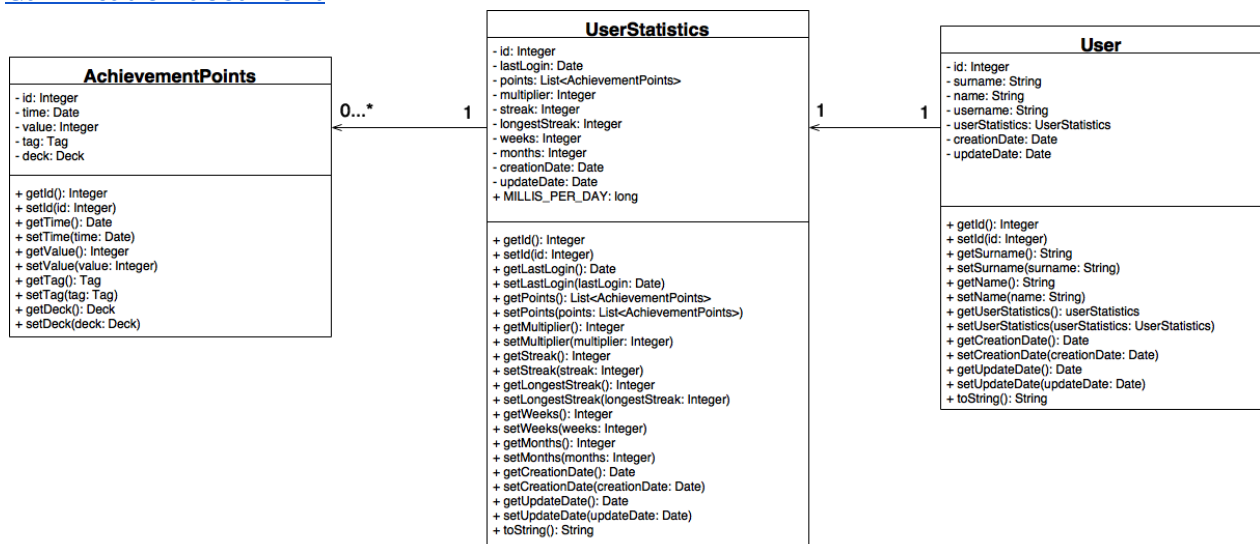 AchievementPoints
- id: Integer
- time: Date
- value: Integer
- tag: Tag
- deck: Deck
+ getId(): Integer
+ setId(id: Integer)
+ getTime(): Date
+ setTime(time: Date)
+ getValue(): Integer
+ setValue(value: Integer)
+ getTag(): Tag
+ setTag(tag: Tag)
+ getDeck(): Deck
+ setDeck(deck: Deck)
0...*
1
UserStatistics
- id: Integer
- lastLogin: Date
- points: List<AchievementPoints>
- multiplier: Integer
- streak: Integer
- longestStreak: Integer
- weeks: Integer
- months: Integer
- creationDate: Date
- updateDate: Date
+ MILLIS_PER_DAY: long
+ getId(): Integer
+ setId(id: Integer)
+ getLastLogin(): Date
+ setLastLogin(lastLogin: Date)
+ getPoints(): List<AchievementPoints>
+ setPoints(points: List<AchievementPoints>)
+ getMultiplier(): Integer
+ setMultiplier(multiplier: Integer)
+ getStreak(): Integer
+ setStreak(streak: Integer)
+ getLongestStreak(): Integer
+ setLongestStreak(longestStreak: Integer)
+ getWeeks(): Integer
+ setWeeks(weeks: Integer)
+ getMonths(): Integer
+ setMonths(months: Integer)
+ getCreationDate(): Date
+ setCreationDate(creationDate: Date)
+ getUpdateDate(): Date
+ setUpdateDate(updateDate: Date)
+ toString(): String
1
1
User
- id: Integer
- surname: String
- name: String
- username: String
- userStatistics: UserStatistics
- creationDate: Date
- updateDate: Date
+ getId(): Integer
+ setId(id: Integer)
+ getSurname(): String
+ setSurname(surname: String)
+ getName(): String
+ setName(name: String)
+ getUserStatistics(): userStatistics
+ setUserStatistics(userStatistics: UserStatistics)
+ getCreationDate(): Date
+ setCreationDate(creationDate: Date)
+ getUpdateDate(): Date
+ setUpdateDate(updateDate: Date)
+ toString(): String